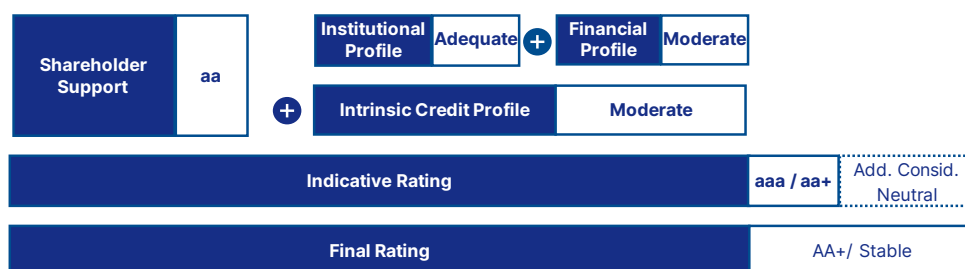 Shareholder
Support
aa
+
Institutional
Profile
Adequate
+
Financial
Profile
Moderate
Intrinsic Credit Profile
Moderate
Indicative Rating
aaa / aa+
Add. Consid.
Neutral
Final Rating
AA+/ Stable